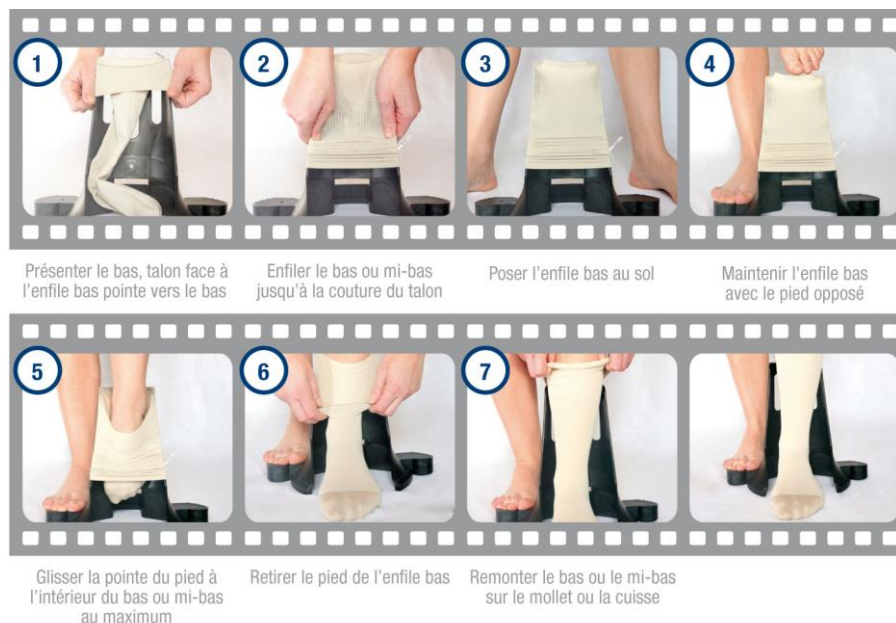 1
2
3
4
Présenter le bas, talon face à
l'enfile bas pointe vers le bas
Enfiler le bas ou mi-bas
jusqu'à la couture du talon
Poser l'enfile bas au sol
Maintenir l'enfile bas
avec le pied opposé
5
6
7
Glisser la pointe du pied à
l'intérieur du bas ou mi-bas
au maximum
Retirer le pied de l'enfile bas
Remonter le bas ou le mi-bas
sur le mollet ou la cuisse